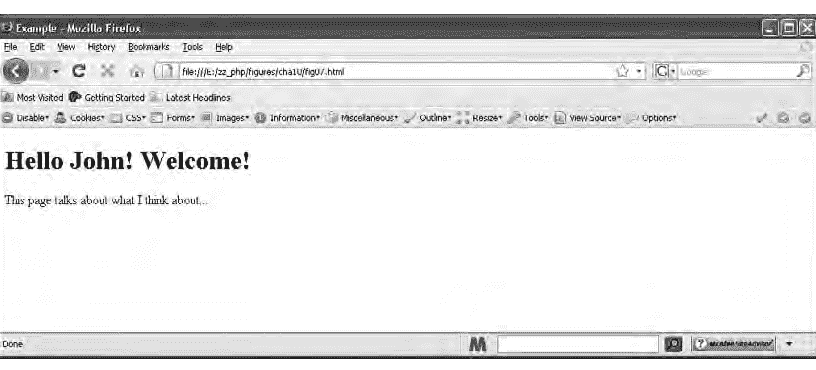 Example - Mozilla Firefox
File Edit View History Bookmarks Tools Help
file:///E:/zz_php/figures/cha10/fig07.html Google
Most Visited Getting Started Latest Headlines
Disable Cookies CSS Forms Images Information Miscellaneous Outline Resize Tools View Source Options
Hello John! Welcome!
This page talks about what I think about...
Done M